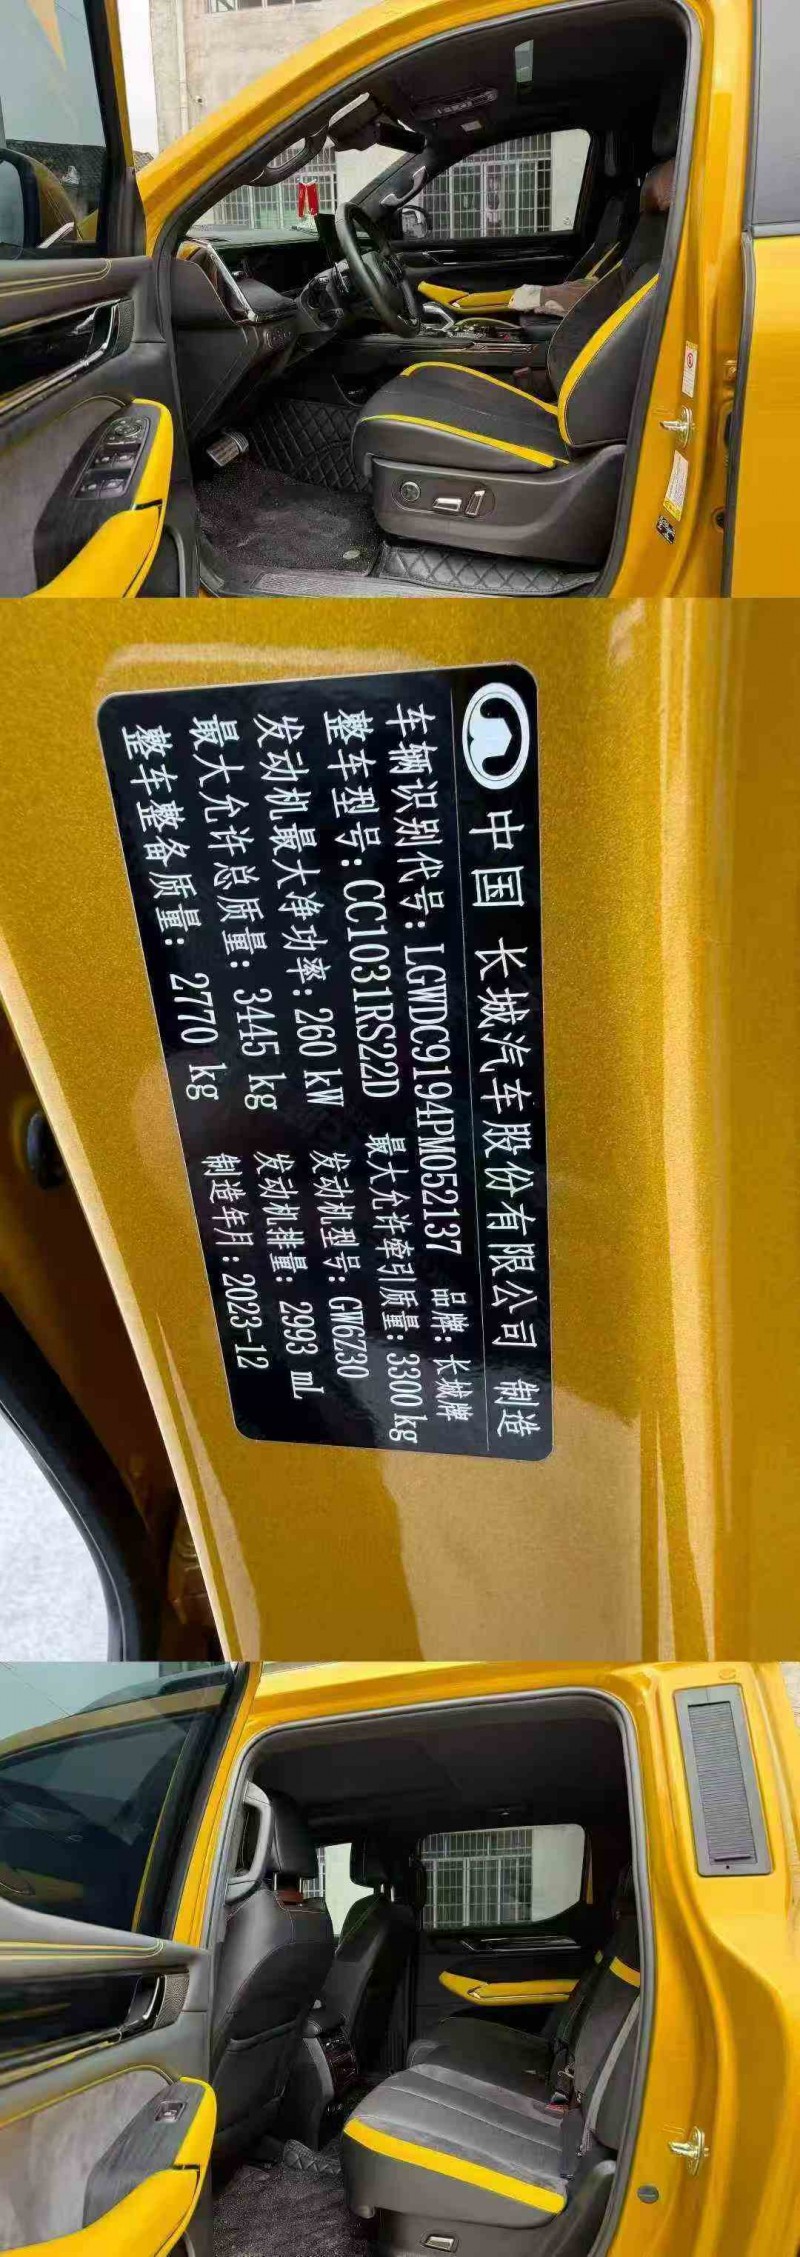 中国 长城汽车股份有限公司 制造
车辆识别代号：LGWDC9194PM052137 品牌：长城牌
整车型号：CC1031RS22D 最大允许牵引质量：3300 kg
发动机最大净功率：260 kW 发动机型号：GW6Z30
最大允许总质量：3445 kg 发动机排量：2993 mL
整车整备质量：2770 kg 制造年月：2023-12